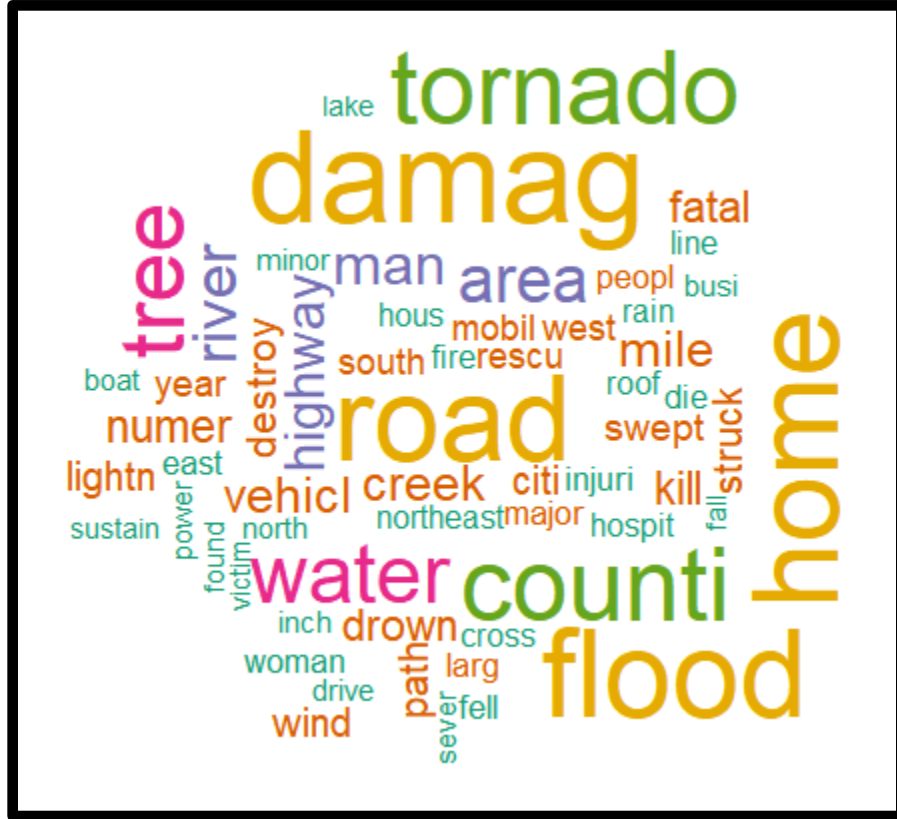 tornado
lake
damag
fatal
line
tree
river
minor
man
area
peopl
busi
highway
hous
rain
mobil
west
mile
home
destroy
south
fire
rescu
boat
year
road
roof
die
struck
numer
swept
lightn
east
vehicl
creek
citi
injuri
kill
fall
sustain
power
north
northeast
major
hospit
found
victim
water
counti
inch
drown
cross
flood
woman
path
larg
drive
fell
sever
wind